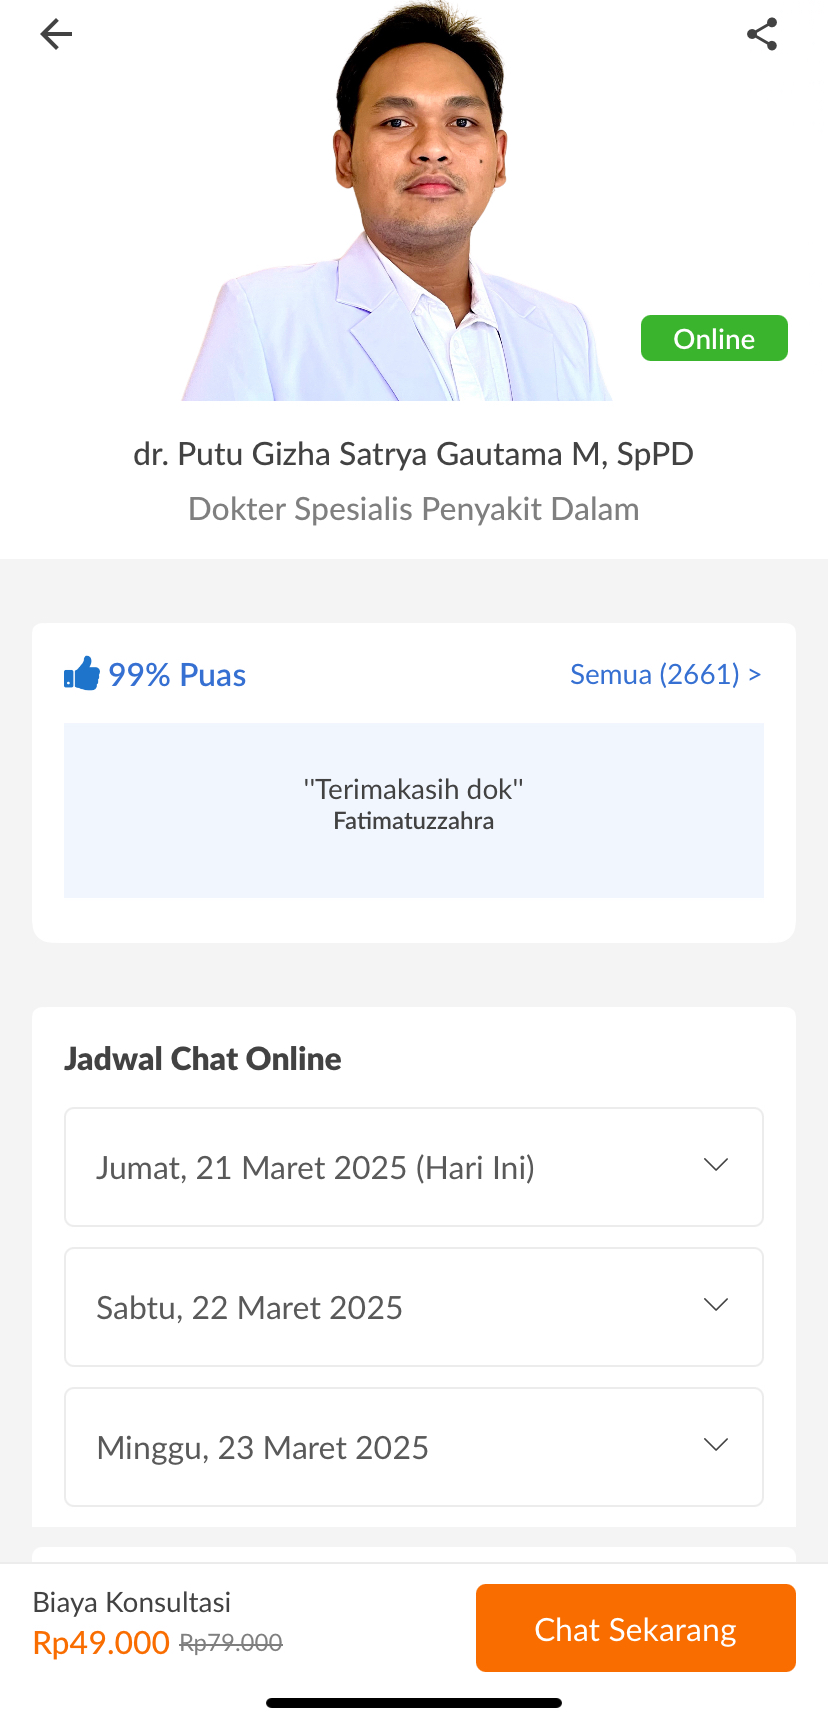 Online
dr. Putu Gizha Satrya Gautama M, SpPD
Dokter Spesialis Penyakit Dalam
99% Puas
Semua (2661) >
"Terimakasih dok"
Fatimatuzzahra
Jadwal Chat Online
Jumat, 21 Maret 2025 (Hari Ini)
Sabtu, 22 Maret 2025
Minggu, 23 Maret 2025
Biaya Konsultasi
Rp49.000 Rp79.000
Chat Sekarang